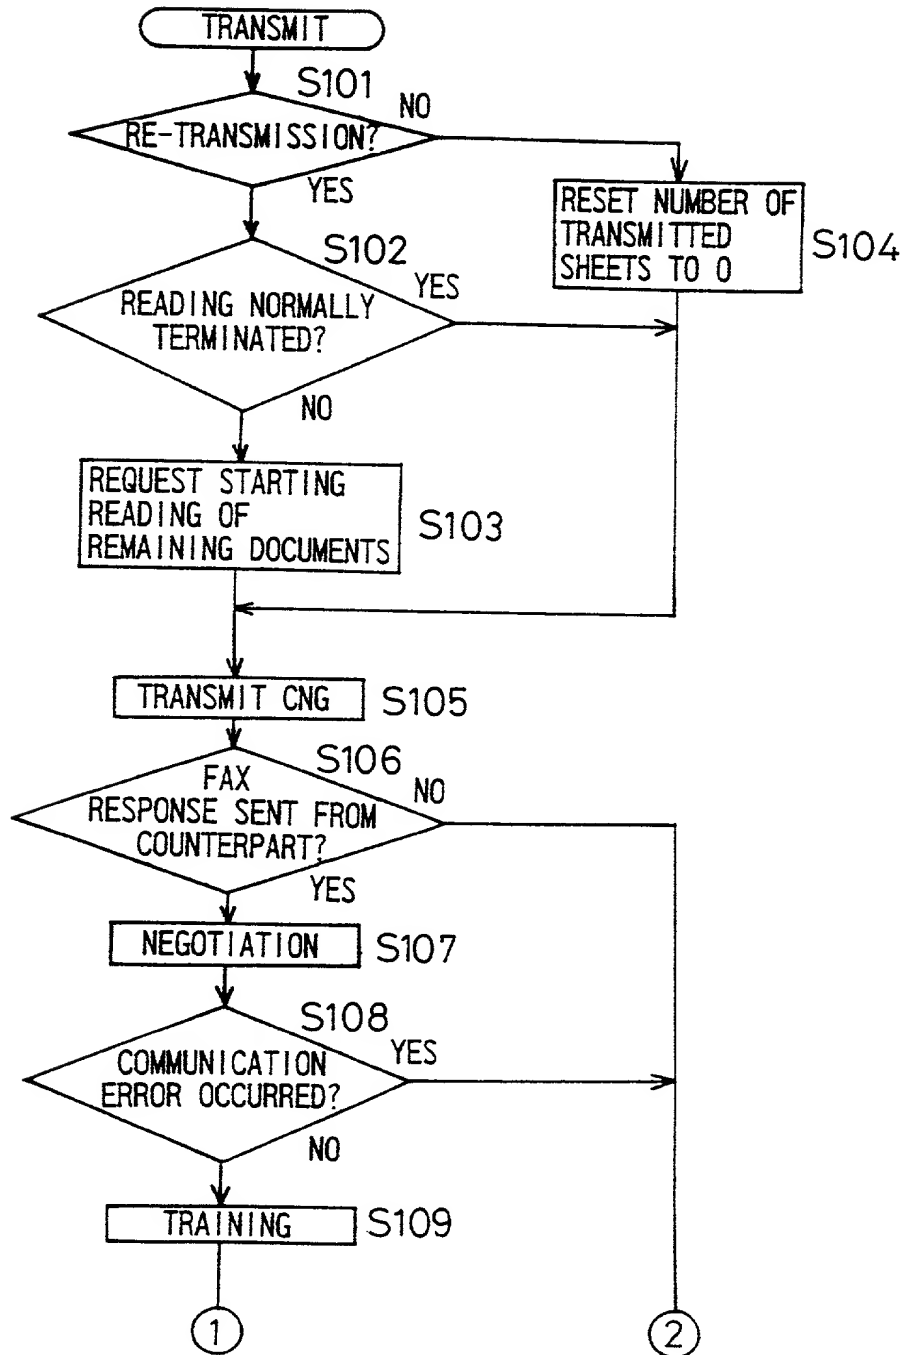 TRANSMIT
S101
NO
RE-TRANSMISSION?
YES
RESET NUMBER OF
TRANSMITTED
SHEETS TO 0
S104
S102
YES
READING NORMALLY
TERMINATED?
NO
REQUEST STARTING
READING OF
REMAINING DOCUMENTS
S103
TRANSMIT CNG
S105
S106
FAX
NO
RESPONSE SENT FROM
COUNTERPART?
YES
NEGOTIATION
S107
S108
YES
COMMUNICATION
ERROR OCCURRED?
NO
TRAINING
S109
1
2